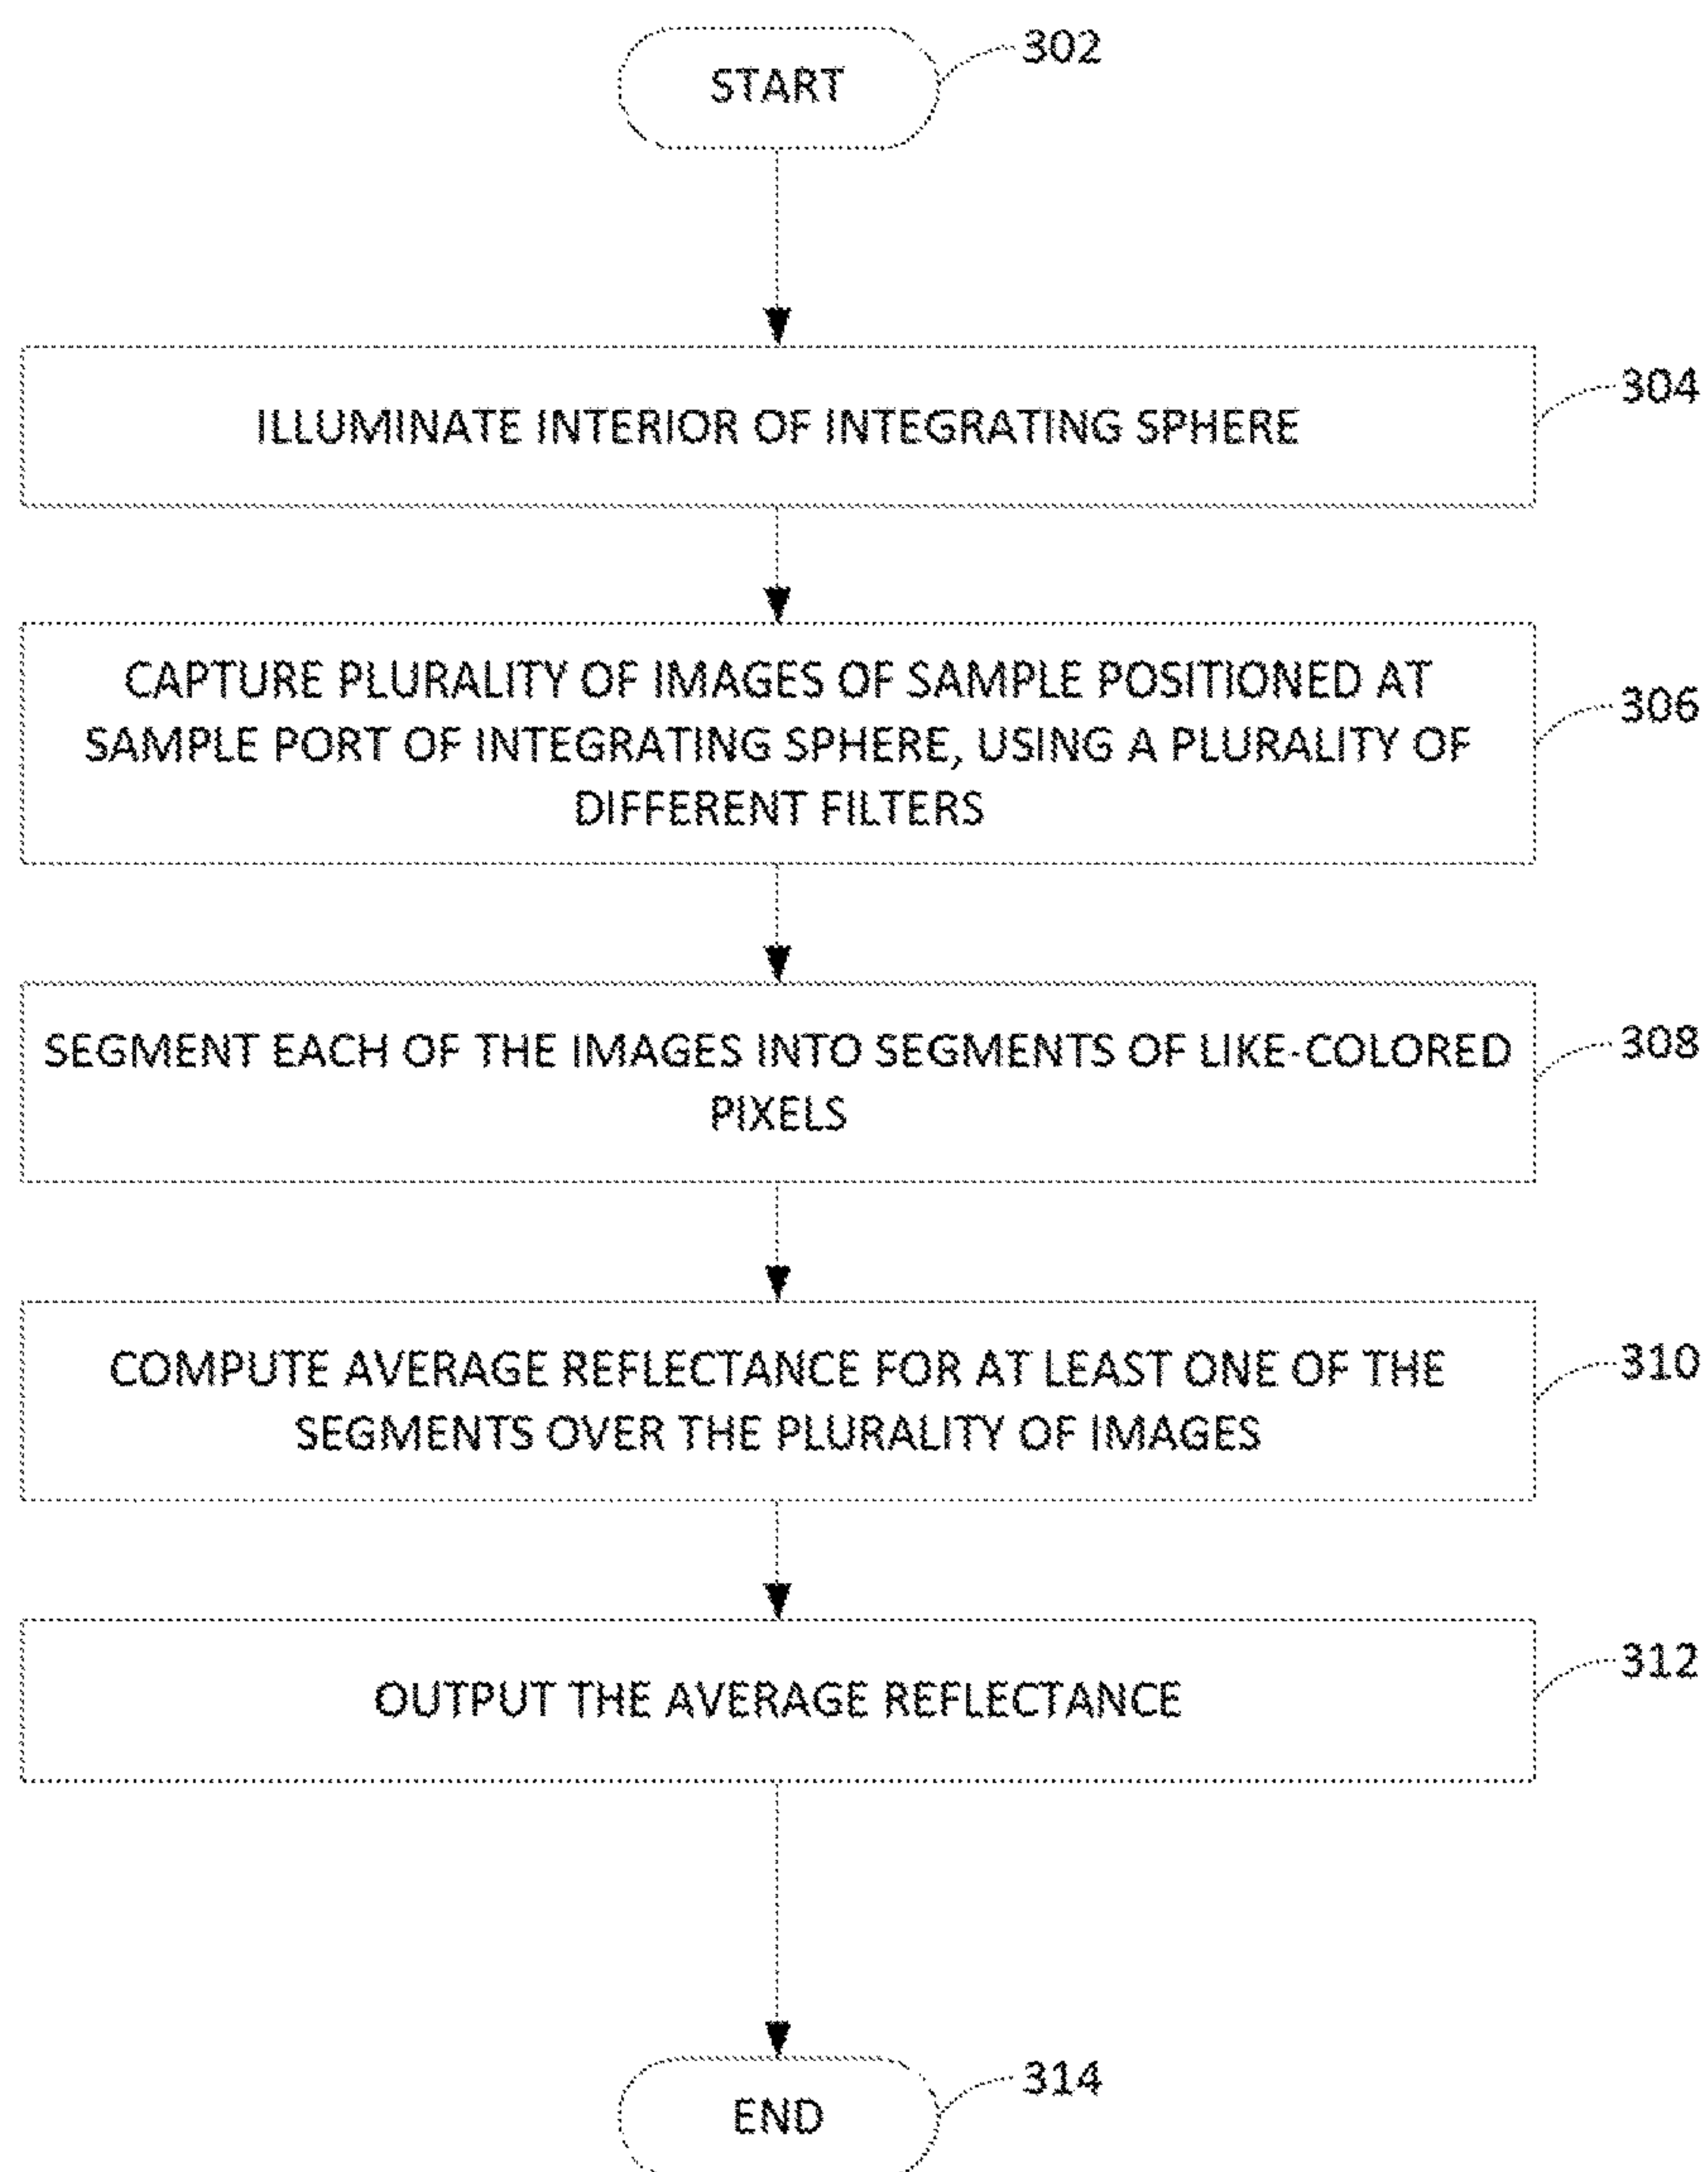 START
302
ILLUMINATE INTERIOR OF INTEGRATING SPHERE
304
CAPTURE PLURALITY OF IMAGES OF SAMPLE POSITIONED AT
SAMPLE PORT OF INTEGRATING SPHERE, USING A PLURALITY OF
DIFFERENT FILTERS
306
SEGMENT EACH OF THE IMAGES INTO SEGMENTS OF LIKE-COLORED
PIXELS
308
COMPUTE AVERAGE REFLECTANCE FOR AT LEAST ONE OF THE
SEGMENTS OVER THE PLURALITY OF IMAGES
310
OUTPUT THE AVERAGE REFLECTANCE
312
END
314